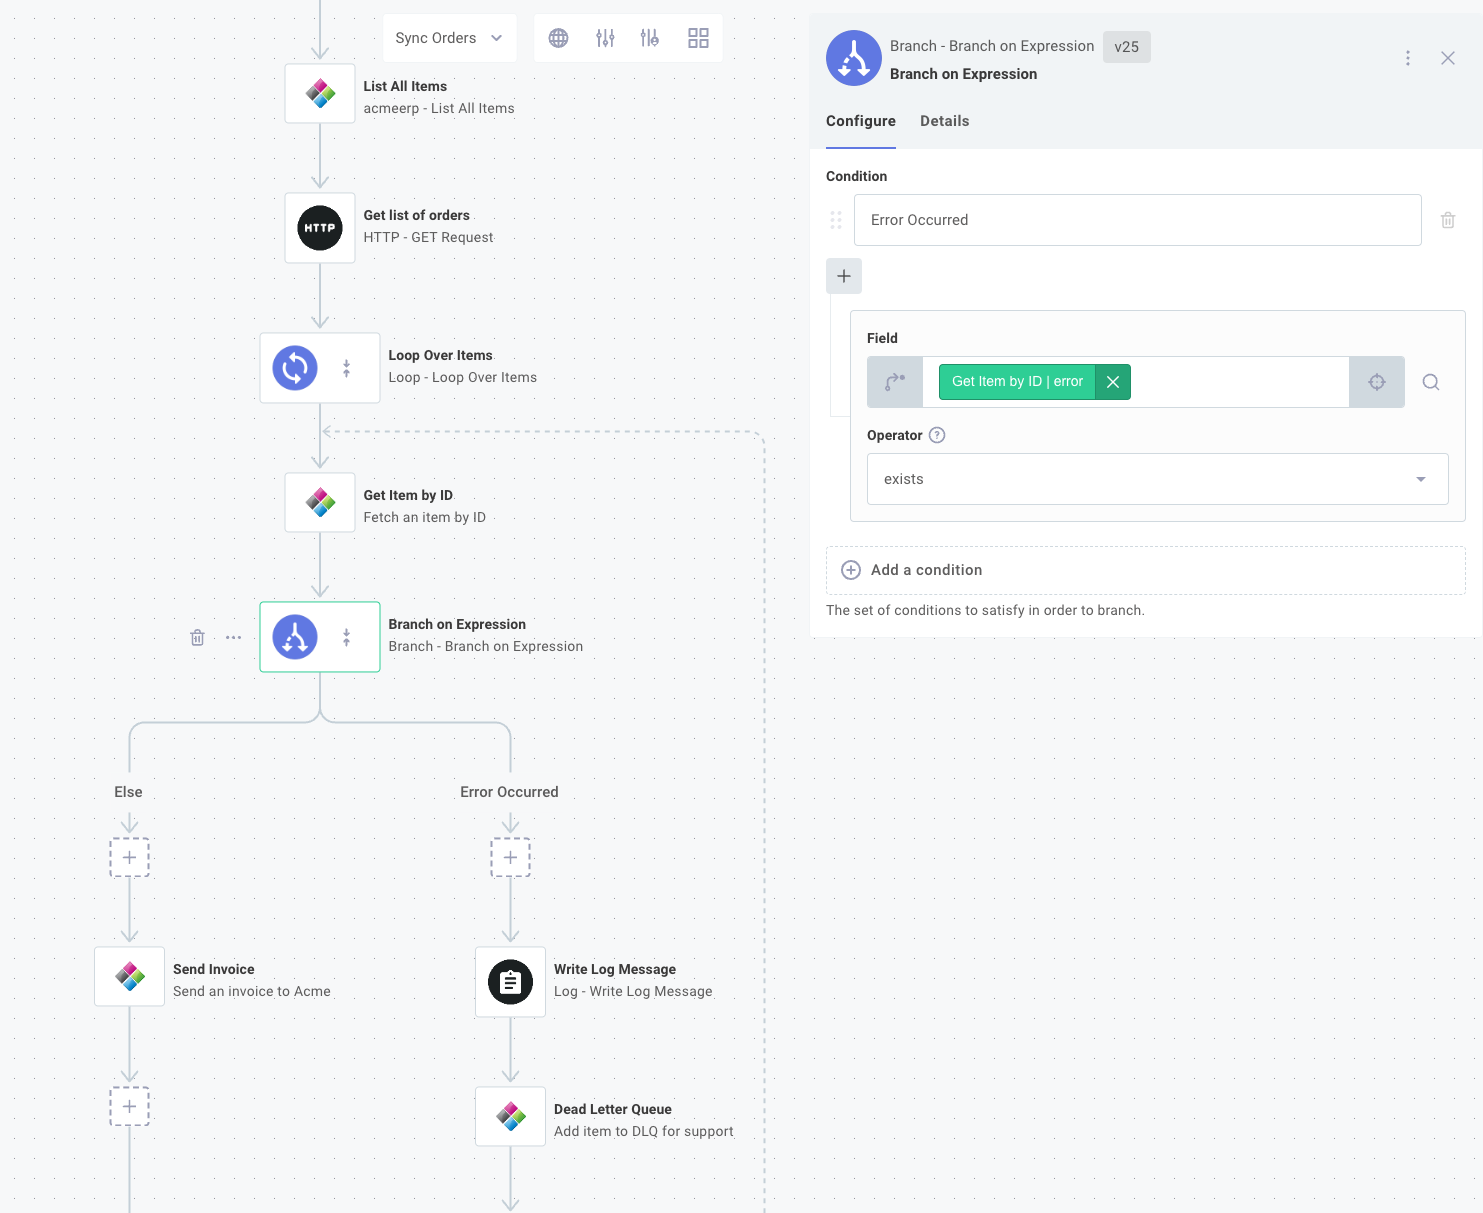 Sync Orders
List All Items
acmeerp - List All Items
Get list of orders
HTTP
HTTP - GET Request
Loop Over Items
Loop - Loop Over Items
Get Item by ID
Fetch an item by ID
Branch on Expression
Branch - Branch on Expression
Else
Error Occurred
Send Invoice
Send an invoice to Acme
Write Log Message
Log - Write Log Message
Dead Letter Queue
Add item to DLQ for support
Branch - Branch on Expression v25
Branch on Expression
Configure Details
Condition
Error Occurred
Field
Get Item by ID | error
Operator ?
exists
Add a condition
The set of conditions to satisfy in order to branch.